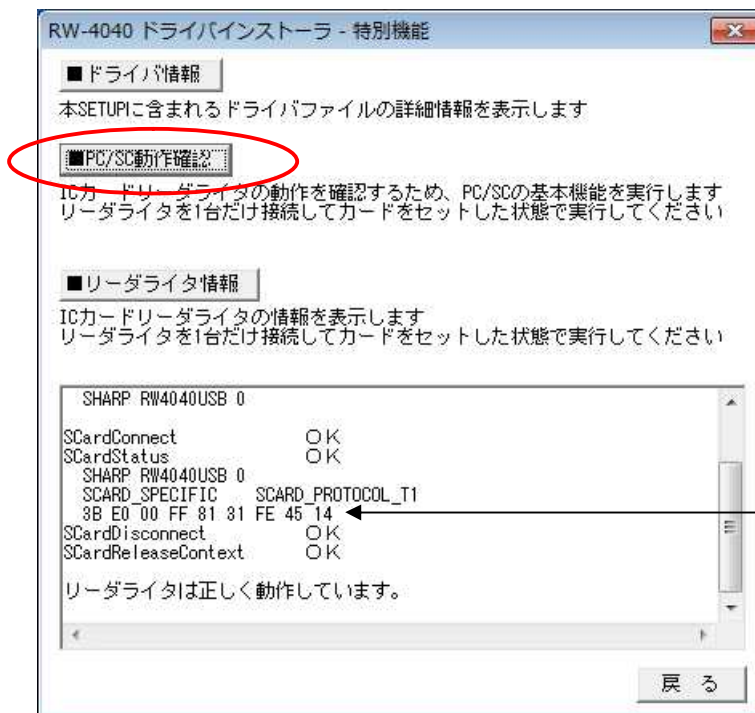 RW-4040 ドライバインストーラ - 特別機能
■ドライバ情報
本SETUPに含まれるドライバファイルの詳細情報を表示します
■PC/SC動作確認
ICカードリーダライタの動作を確認するため、PC/SCの基本機能を実行します
リーダライタを1台だけ接続してカードをセットした状態で実行してください
■リーダライタ情報
ICカードリーダライタの情報を表示します
リーダライタを1台だけ接続してカードをセットした状態で実行してください
SHARP RW4040USB 0
SCardConnect ＯＫ
SCardStatus ＯＫ
SHARP RW4040USB 0
SCARD_SPECIFIC SCARD_PROTOCOL_T1
3B E0 00 FF 81 31 FE 45 14
SCardDisconnect ＯＫ
SCardReleaseContext ＯＫ
リーダライタは正しく動作しています。
戻 る